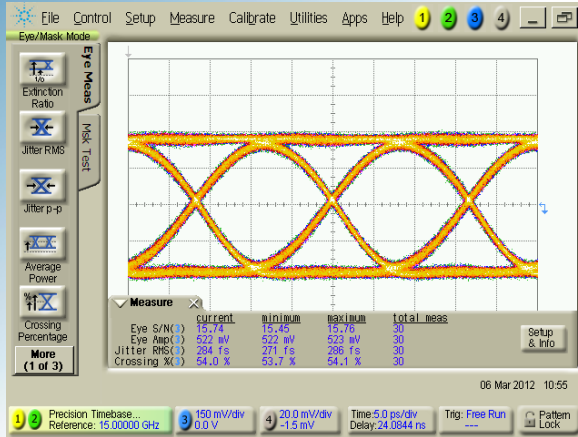 File Control Setup Measure Calibrate Utilities Apps Help 1 2 3 4
Eye/Mask Mode
Eye Meas
Msk Test
1/0
Extinction
Ratio
Jitter RMS
Jitter p-p
Average
Power
%
Crossing
Percentage
More
(1 of 3)
Measure
current minimum maximum total meas
Eye S/N(3) 15.74 15.45 15.76 30
Eye Amp(3) 522 mV 522 mV 523 mV 30
Jitter RMS(3) 284 fs 271 fs 286 fs 30
Crossing %(3) 54.0 % 53.7 % 54.1 % 30
Setup
& Info
06 Mar 2012 10:55
1 2 Precision Timebase...
Reference: 15.00000 GHz
3 150 mV/div
0.0 V
4 20.0 mV/div
-1.5 mV
Time:5.0 ps/div
Delay:24.0844 ns
Trig: Free Run
---
Pattern
Lock